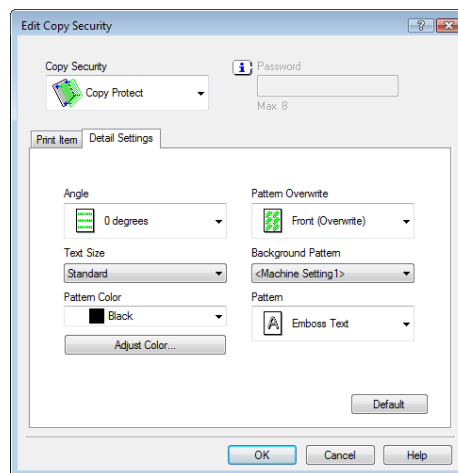 Edit Copy Security
Copy Security
Password
Copy Protect
Max. 8
Print Item
Detail Settings
Angle
Pattern Overwrite
0 degrees
Front (Overwrite)
Text Size
Background Pattern
Standard
<Machine Setting1>
Pattern Color
Pattern
Black
A
Emboss Text
Adjust Color...
Default
OK
Cancel
Help